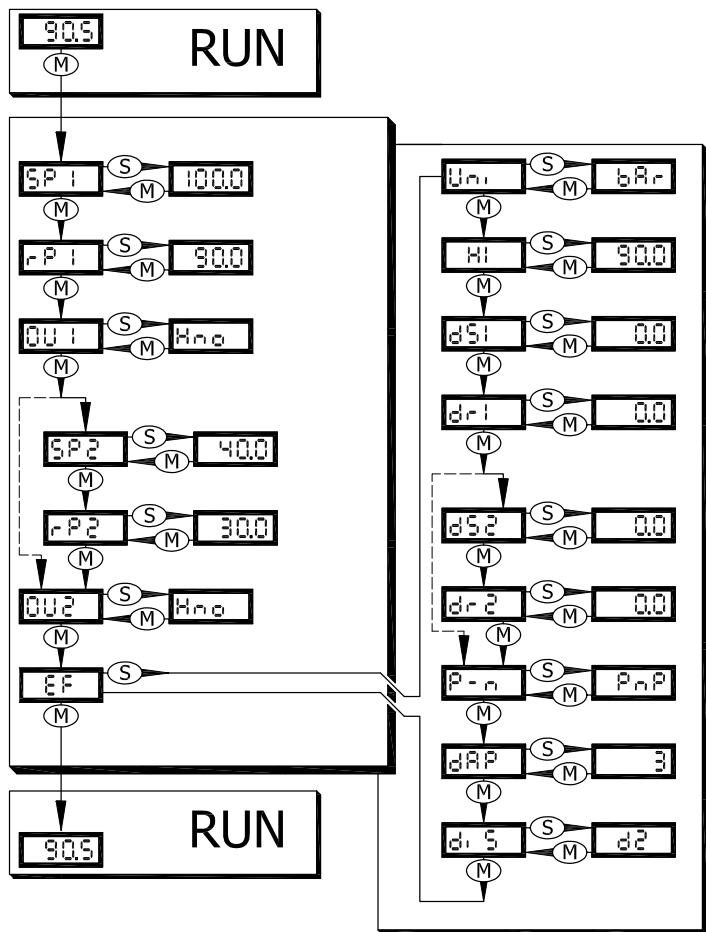 90.5
RUN
M
SP1 S 100.0
M
M
rP1 S 90.0
M
M
OU1 S Hno
M
M
SP2 S 40.0
M
M
rP2 S 30.0
M
M
OU2 S Hno
M
M
EF S
M
90.5
RUN
Uni S bAr
M
M
HI S 90.0
M
M
dS1 S 0.0
M
M
dr1 S 0.0
M
M
dS2 S 0.0
M
M
dr2 S 0.0
M
M
P-n S PnP
M
M
dAP S 3
M
M
diS S d2
M
M